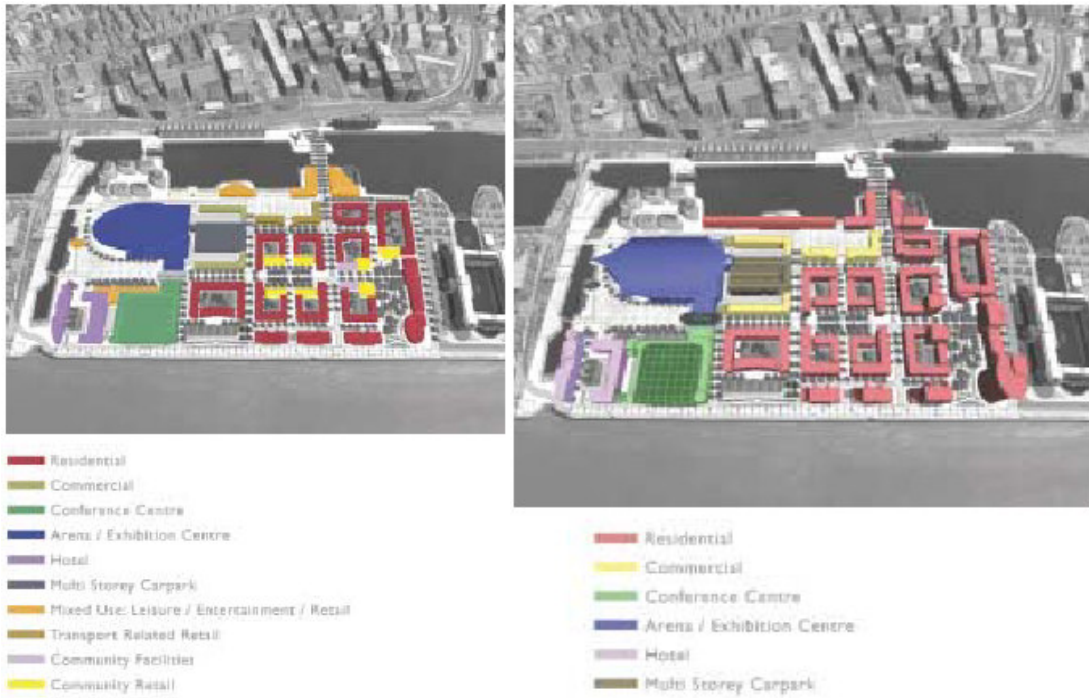 Residential
Commercial
Conference Centre
Arena / Exhibition Centre
Hotel
Multi Storey Carpark
Mixed Use: Leisure / Entertainment / Retail
Transport Related Retail
Community Facilities
Community Retail
Residential
Commercial
Conference Centre
Arena / Exhibition Centre
Hotel
Multi Storey Carpark